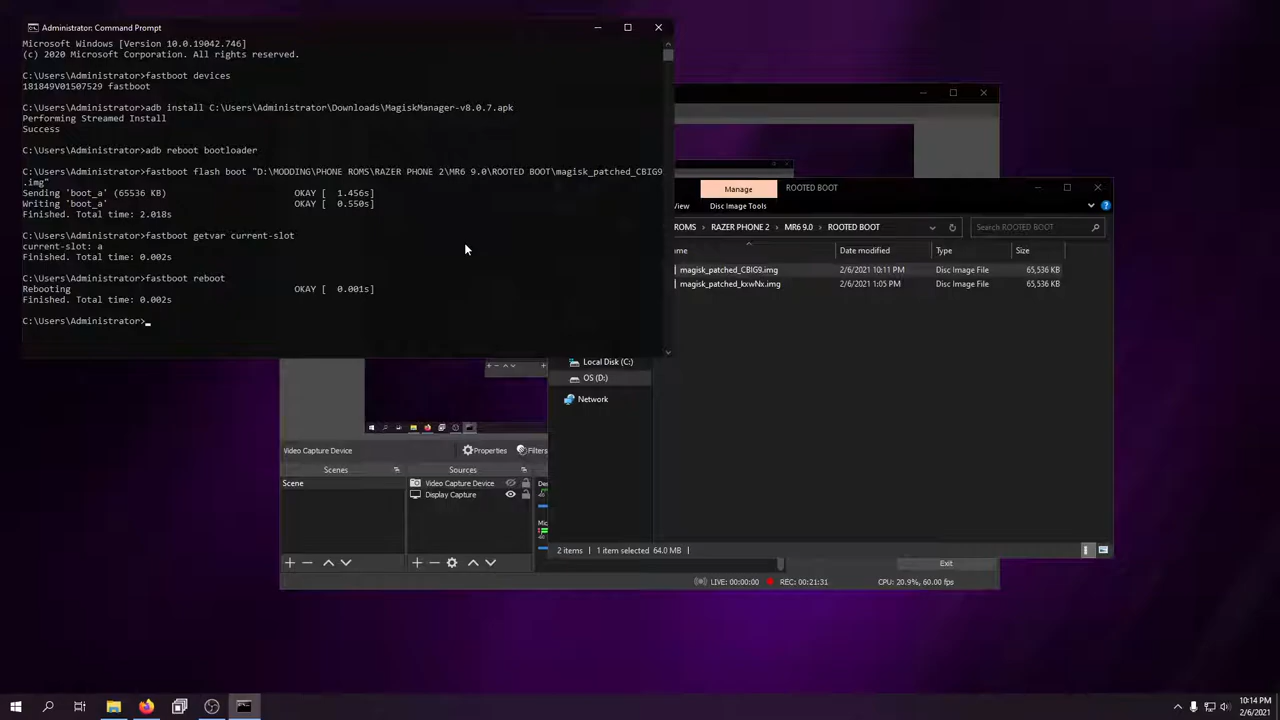 Administrator: Command Prompt
Microsoft Windows [Version 10.0.19042.746]
(c) 2020 Microsoft Corporation. All rights reserved.
C:\Users\Administrator>fastboot devices
181849V01507529 fastboot
C:\Users\Administrator>adb install C:\Users\Administrator\Downloads\MagiskManager-v8.0.7.apk
Performing Streamed Install
Success
C:\Users\Administrator>adb reboot bootloader
C:\Users\Administrator>fastboot flash boot "D:\MODDING\PHONE ROMS\RAZER PHONE 2\MR6 9.0\ROOTED BOOT\magisk_patched_CBIG9
.img"
Sending 'boot_a' (65536 KB) OKAY [ 1.456s]
Writing 'boot_a' OKAY [ 0.550s]
Finished. Total time: 2.018s
C:\Users\Administrator>fastboot getvar current-slot
current-slot: a
Finished. Total time: 0.002s
C:\Users\Administrator>fastboot reboot
Rebooting OKAY [ 0.001s]
Finished. Total time: 0.002s
C:\Users\Administrator>
Manage ROOTED BOOT
View Disc Image Tools
ROMS RAZER PHONE 2 MR6 9.0 ROOTED BOOT Search ROOTED BOOT
ame Date modified Type Size
magisk_patched_CBIG9.img 2/6/2021 10:11 PM Disc Image File 65,536 KB
magisk_patched_kxwNx.img 2/6/2021 1:05 PM Disc Image File 65,536 KB
Local Disk (C:)
OS (D:)
Network
2 items 1 item selected 64.0 MB
Video Capture Device Properties Filters
Scenes Sources
Scene
Video Capture Device
Display Capture
De
Mic
Exit
LIVE: 00:00:00 REC: 00:21:31 CPU: 20.9%, 60.00 fps
10:14 PM
2/6/2021